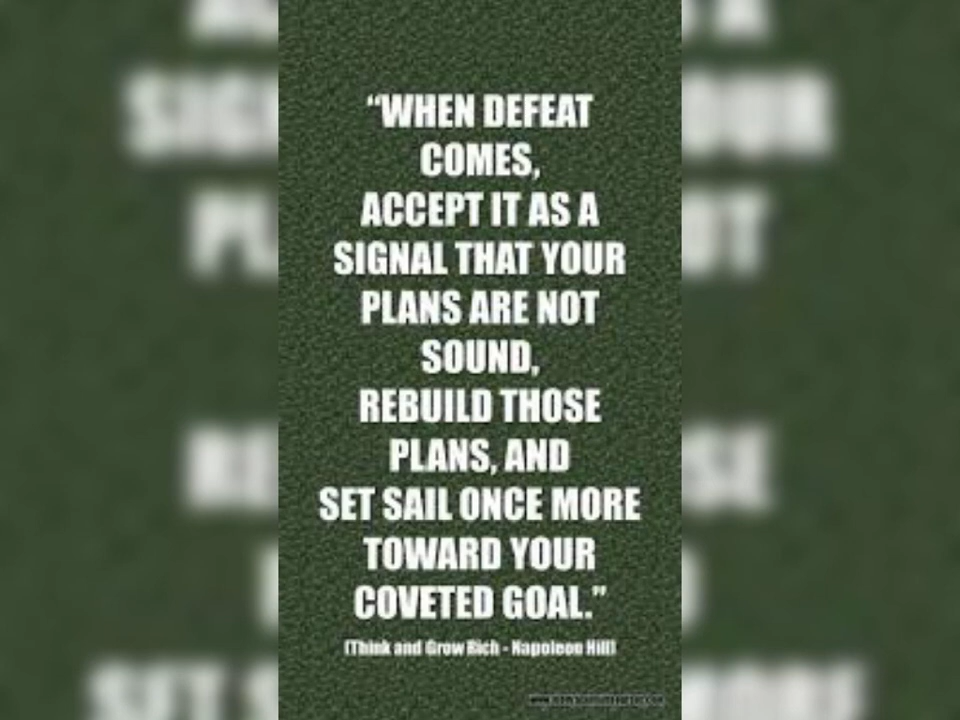 “WHEN DEFEAT
COMES,
ACCEPT IT AS A
SIGNAL THAT YOUR
PLANS ARE NOT
SOUND,
REBUILD THOSE
PLANS, AND
SET SAIL ONCE MORE
TOWARD YOUR
COVETED GOAL.”
[Think and Grow Rich - Napoleon Hill]